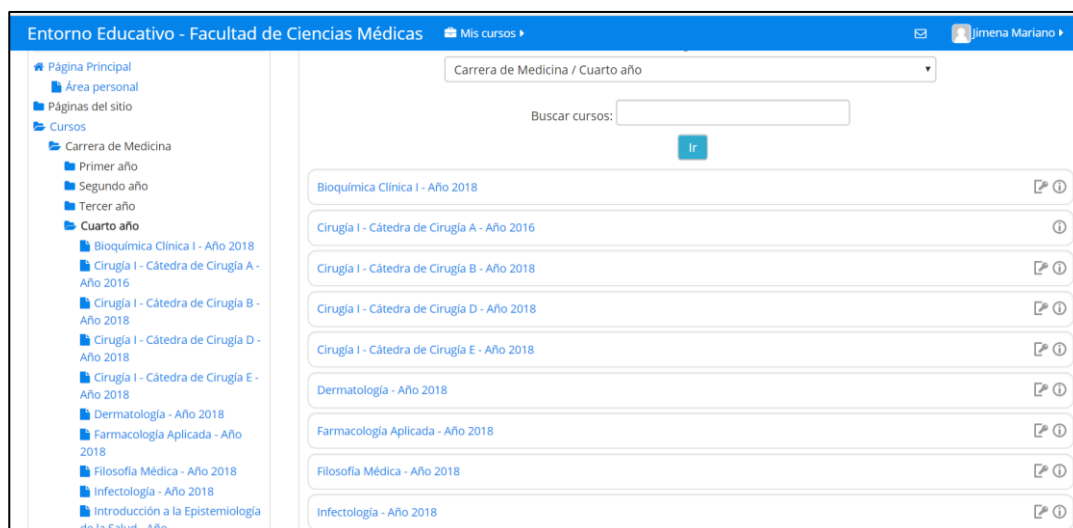 Entorno Educativo - Facultad de Ciencias Médicas
Mis cursos
Jimena Mariano
Página Principal
Área personal
Páginas del sitio
Cursos
Carrera de Medicina
Primer año
Segundo año
Tercer año
Cuarto año
Bioquímica Clínica I - Año 2018
Cirugía I - Cátedra de Cirugía A -
Año 2016
Cirugía I - Cátedra de Cirugía B -
Año 2018
Cirugía I - Cátedra de Cirugía D -
Año 2018
Cirugía I - Cátedra de Cirugía E -
Año 2018
Dermatología - Año 2018
Farmacología Aplicada - Año
2018
Filosofía Médica - Año 2018
Infectología - Año 2018
Introducción a la Epistemiología
de la Salud - Año
Carrera de Medicina / Cuarto año
Buscar cursos:
Ir
Bioquímica Clínica I - Año 2018
Cirugía I - Cátedra de Cirugía A - Año 2016
Cirugía I - Cátedra de Cirugía B - Año 2018
Cirugía I - Cátedra de Cirugía D - Año 2018
Cirugía I - Cátedra de Cirugía E - Año 2018
Dermatología - Año 2018
Farmacología Aplicada - Año 2018
Filosofía Médica - Año 2018
Infectología - Año 2018